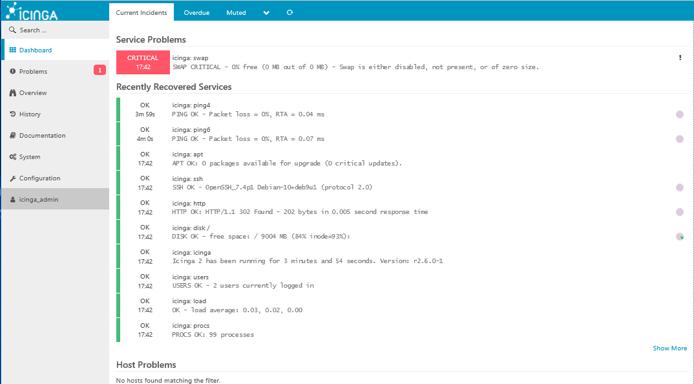 ICINGA
Current Incidents
Overdue
Muted
Search ...
Dashboard
Problems
1
Overview
History
Documentation
System
Configuration
icinga_admin
Service Problems
CRITICAL
17:42
icinga: swap
SWAP CRITICAL - 0% free (0 MB out of 0 MB) - Swap is either disabled, not present, or of zero size.
!
Recently Recovered Services
OK
3m 59s
icinga: ping4
PING OK - Packet loss = 0%, RTA = 0.04 ms
OK
4m 0s
icinga: ping6
PING OK - Packet loss = 0%, RTA = 0.07 ms
OK
17:42
icinga: apt
APT OK: 0 packages available for upgrade (0 critical updates).
OK
17:42
icinga: ssh
SSH OK - OpenSSH_7.4p1 Debian-10+deb9u1 (protocol 2.0)
OK
17:42
icinga: http
HTTP OK: HTTP/1.1 302 Found - 202 bytes in 0.005 second response time
OK
17:42
icinga: disk /
DISK OK - free space: / 9004 MB (84% inode=93%):
OK
17:42
icinga: icinga
Icinga 2 has been running for 3 minutes and 54 seconds. Version: r2.6.0-1
OK
17:42
icinga: users
USERS OK - 2 users currently logged in
OK
17:42
icinga: load
OK - load average: 0.03, 0.02, 0.00
OK
17:42
icinga: procs
PROCS OK: 99 processes
Show More
Host Problems
No hosts found matching the filter.